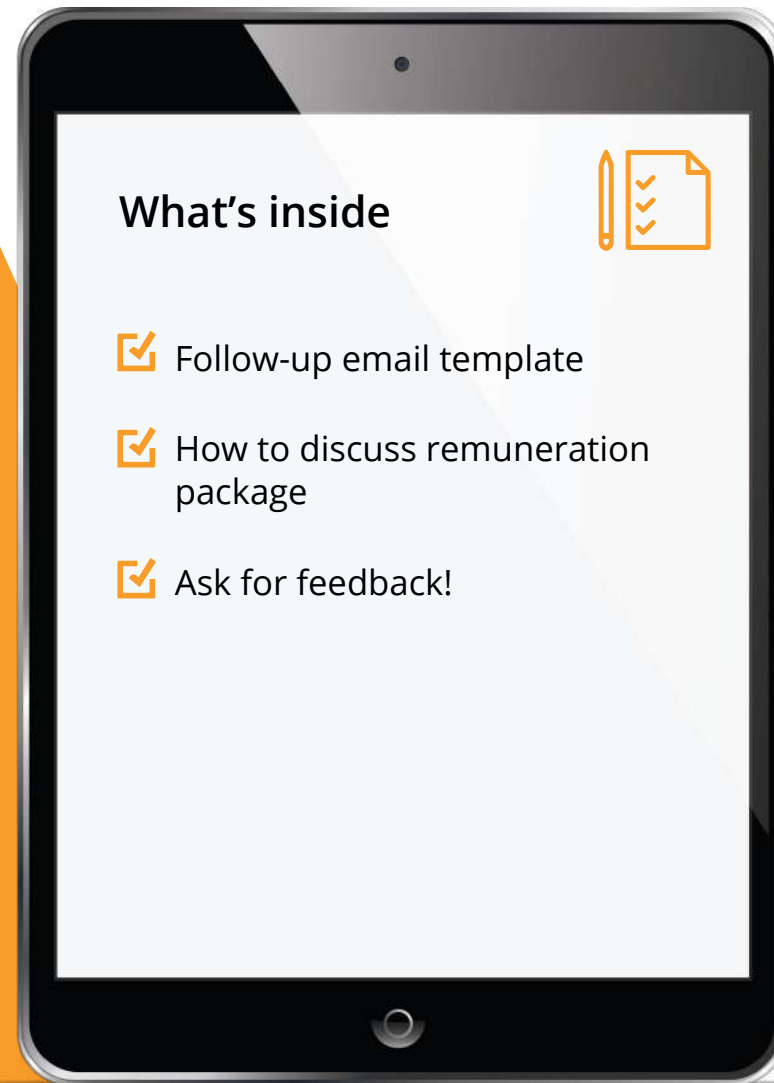 What’s inside
Follow-up email template
How to discuss remuneration
package
Ask for feedback!